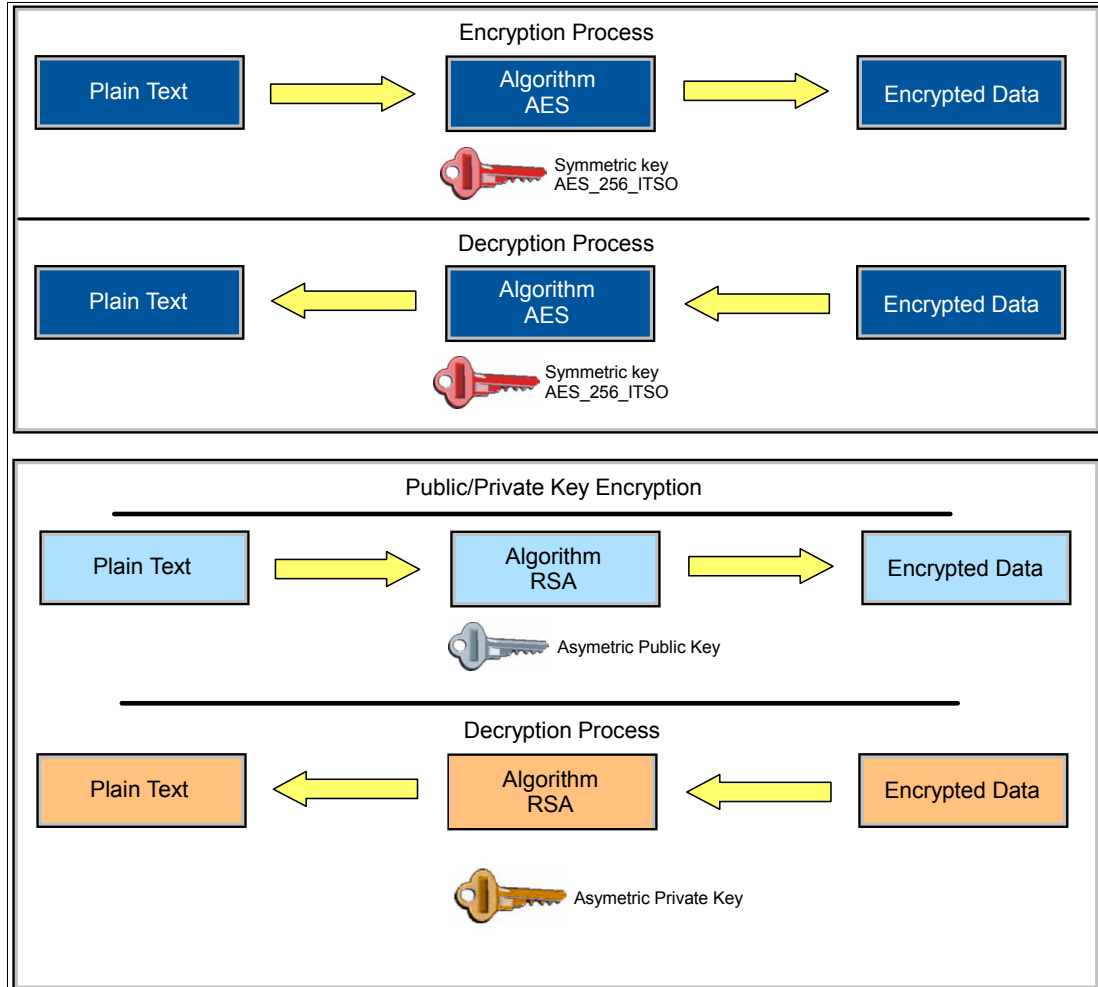 Encryption Process
Plain Text
Algorithm
AES
Encrypted Data
Symmetric key
AES_256_ITSO
Decryption Process
Plain Text
Algorithm
AES
Encrypted Data
Symmetric key
AES_256_ITSO
Public/Private Key Encryption
Plain Text
Algorithm
RSA
Encrypted Data
Asymetric Public Key
Decryption Process
Plain Text
Algorithm
RSA
Encrypted Data
Asymetric Private Key